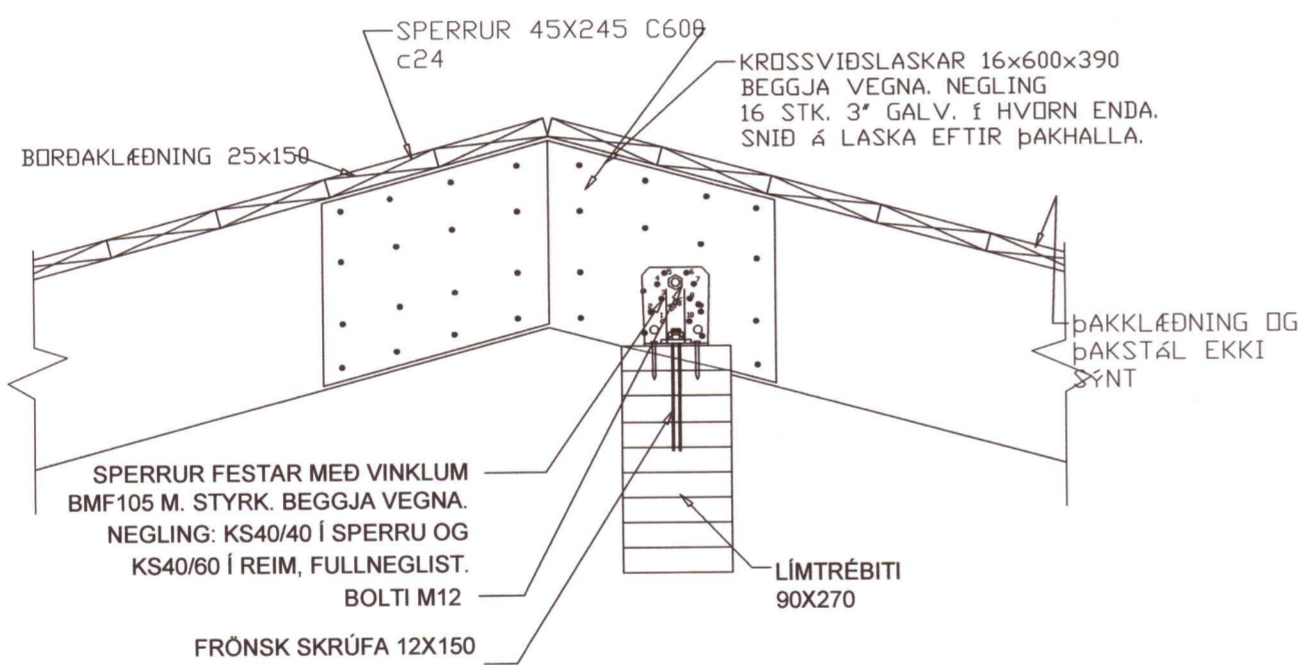 SPERRUR 45X245 C600
c24
KROSSVIÐSLASKAR 16x600x390
BEGGJA VEGNA. NEGLING
16 STK. 3" GALV. Í HVORN ENDA.
SNIÐ Á LASKA EFTIR ÞAKHALLA.
BORÐAKLÆÐNING 25x150
ÞAKKLÆÐNING OG
ÞAKSTÁL EKKI
SÝNT
SPERRUR FESTAR MEÐ VINKLUM
BMF105 M. STYRK. BEGGJA VEGNA.
NEGLING: KS40/40 Í SPERRU OG
KS40/60 Í REIM, FULLNEGLIST.
BOLTI M12
FRÖNSK SKRÚFA 12X150
LÍMTRÉBITI
90X270